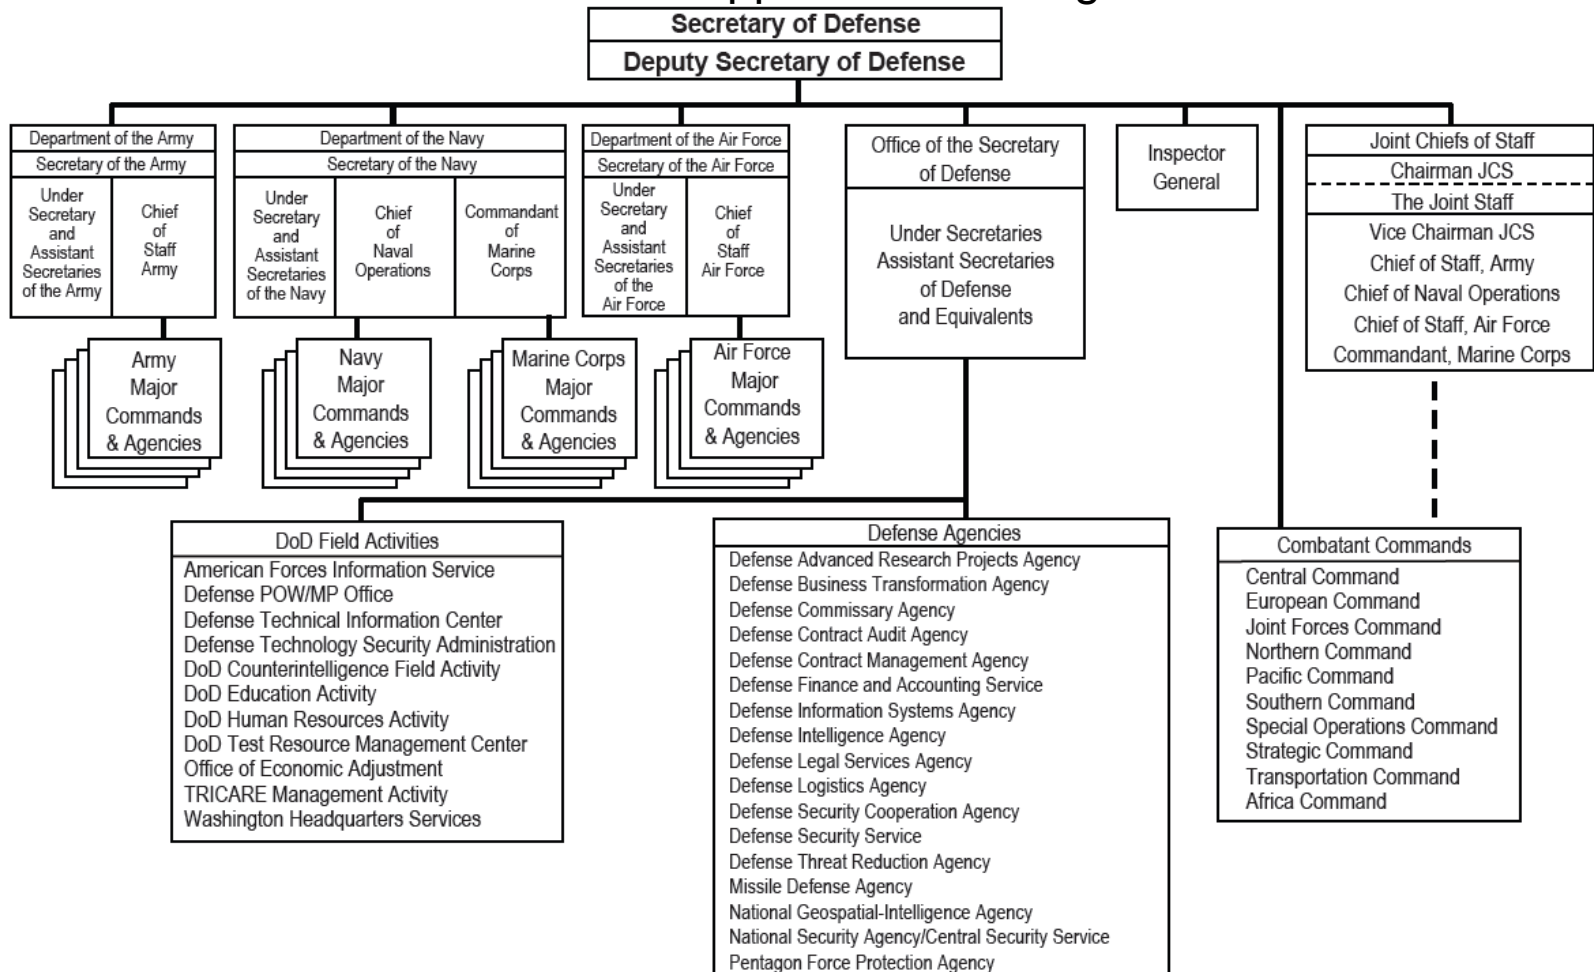 Secretary of Defense
Deputy Secretary of Defense
Department of the Army
Secretary of the Army
Under
Secretary
and
Assistant
Secretaries
of the Army
Chief
of
Staff
Army
Department of the Navy
Secretary of the Navy
Under
Secretary
and
Assistant
Secretaries
of the Navy
Chief
of
Naval
Operations
Commandant
of
Marine
Corps
Department of the Air Force
Secretary of the Air Force
Under
Secretary
and
Assistant
Secretaries
of the
Air Force
Chief
of
Staff
Air Force
Office of the Secretary
of Defense
Under Secretaries
Assistant Secretaries
of Defense
and Equivalents
Inspector
General
Joint Chiefs of Staff
Chairman JCS
The Joint Staff
Vice Chairman JCS
Chief of Staff, Army
Chief of Naval Operations
Chief of Staff, Air Force
Commandant, Marine Corps
Army
Major
Commands
& Agencies
Navy
Major
Commands
& Agencies
Marine Corps
Major
Commands
& Agencies
Air Force
Major
Commands
& Agencies
DoD Field Activities
American Forces Information Service
Defense POW/MP Office
Defense Technical Information Center
Defense Technology Security Administration
DoD Counterintelligence Field Activity
DoD Education Activity
DoD Human Resources Activity
DoD Test Resource Management Center
Office of Economic Adjustment
TRICARE Management Activity
Washington Headquarters Services
Defense Agencies
Defense Advanced Research Projects Agency
Defense Business Transformation Agency
Defense Commissary Agency
Defense Contract Audit Agency
Defense Contract Management Agency
Defense Finance and Accounting Service
Defense Information Systems Agency
Defense Intelligence Agency
Defense Legal Services Agency
Defense Logistics Agency
Defense Security Cooperation Agency
Defense Security Service
Defense Threat Reduction Agency
Missile Defense Agency
National Geospatial-Intelligence Agency
National Security Agency/Central Security Service
Pentagon Force Protection Agency
Combatant Commands
Central Command
European Command
Joint Forces Command
Northern Command
Pacific Command
Southern Command
Special Operations Command
Strategic Command
Transportation Command
Africa Command